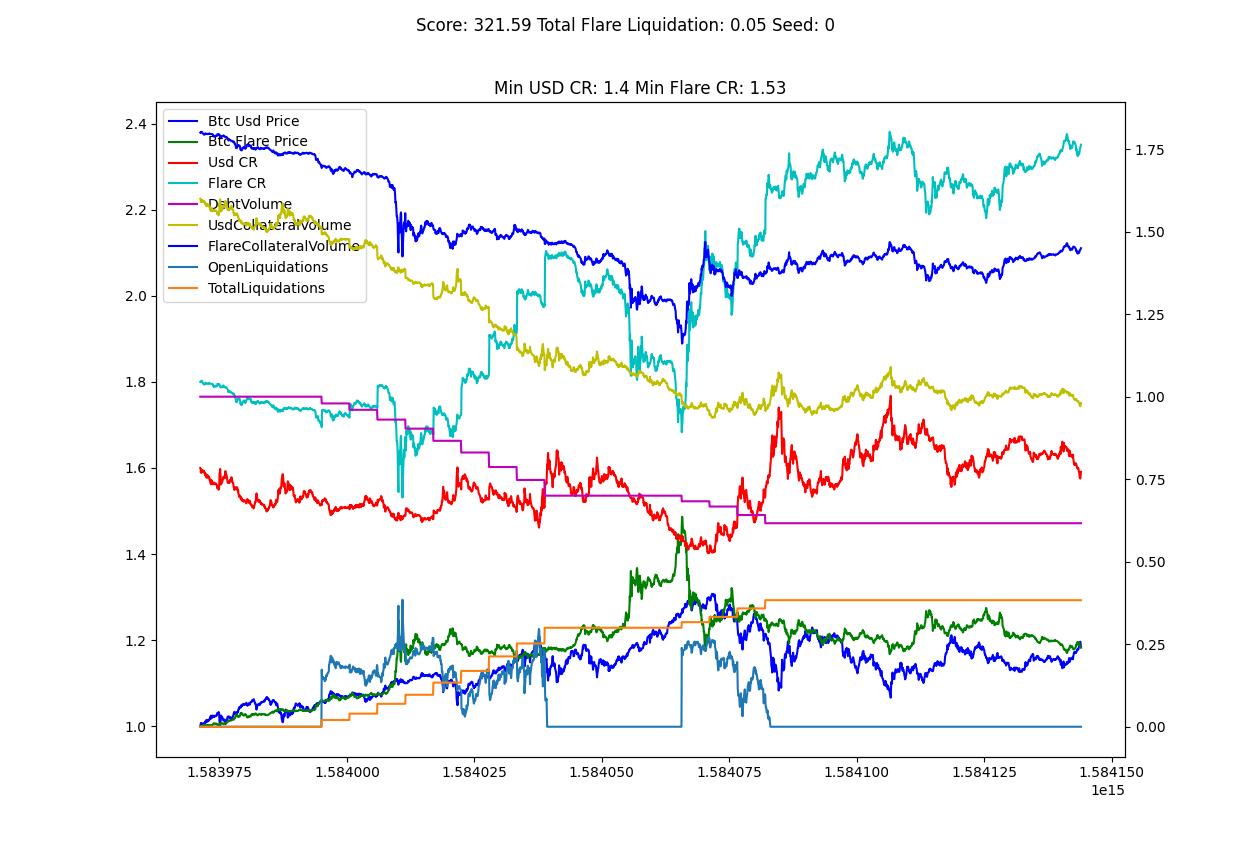 Score: 321.59 Total Flare Liquidation: 0.05 Seed: 0
Min USD CR: 1.4 Min Flare CR: 1.53
Btc Usd Price
Btc Flare Price
Usd CR
Flare CR
DebtVolume
UsdCollateralVolume
FlareCollateralVolume
OpenLiquidations
TotalLiquidations
2.4
2.2
2.0
1.8
1.6
1.4
1.2
1.0
1.75
1.50
1.25
1.00
0.75
0.50
0.25
0.00
1.583975 1.584000 1.584025 1.584050 1.584075 1.584100 1.584125 1.584150
1e15